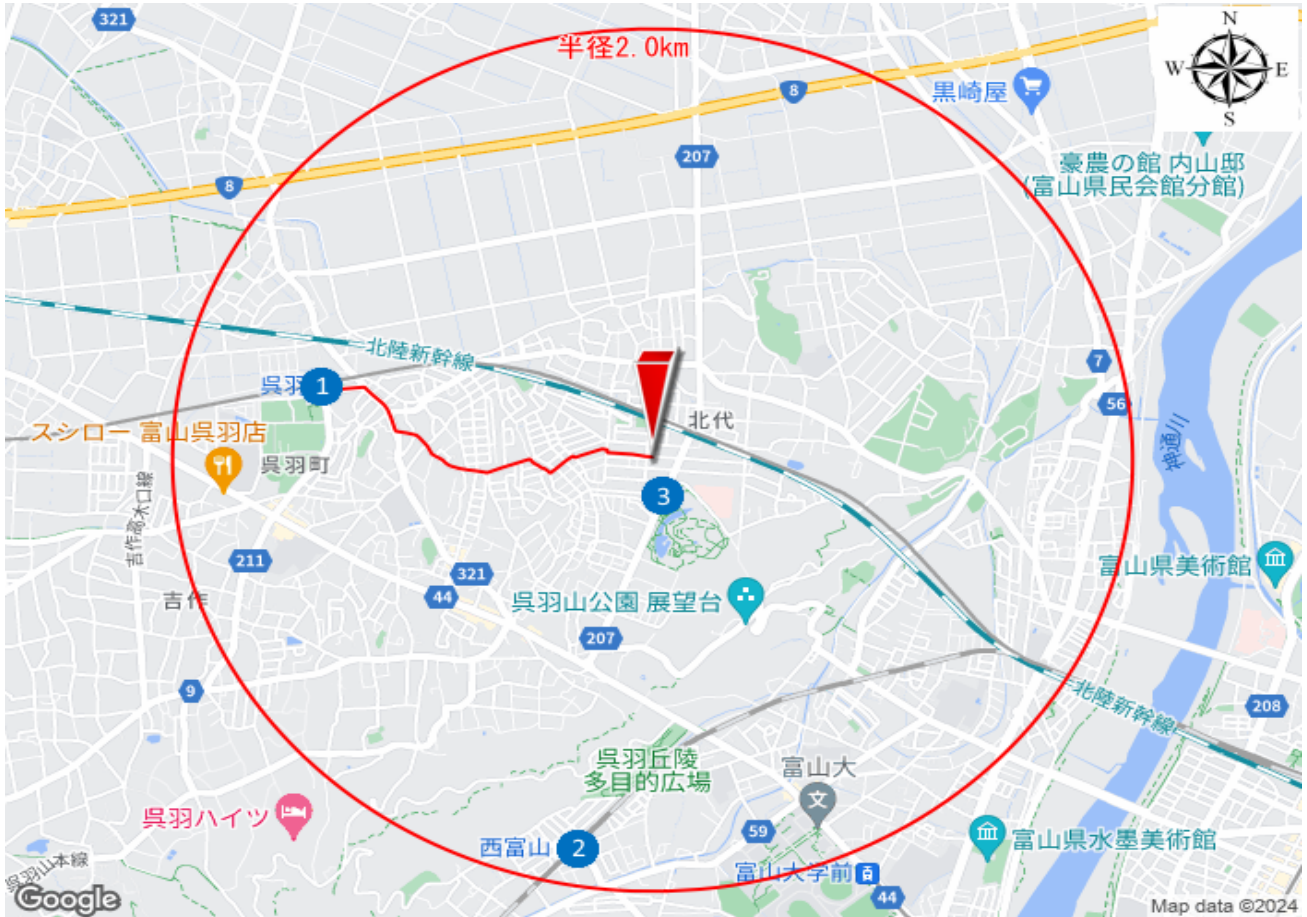 321
半径2.0km
N
W
E
S
8
黒崎屋
207
豪農の館 内山邸
(富山県民会館分館)
8
北陸新幹線
7
呉羽
1
56
北代
神通川
スシロー 富山呉羽店
呉羽町
3
吉作高木口線
211
富山県美術館
321
44
呉羽山公園 展望台
吉作
207
9
北陸新幹線
208
呉羽丘陵
多目的広場
富山大
文
呉羽ハイツ
59
富山県水墨美術館
西富山
2
富山大学前
呉羽山本線
44
Google
Map data ©2024